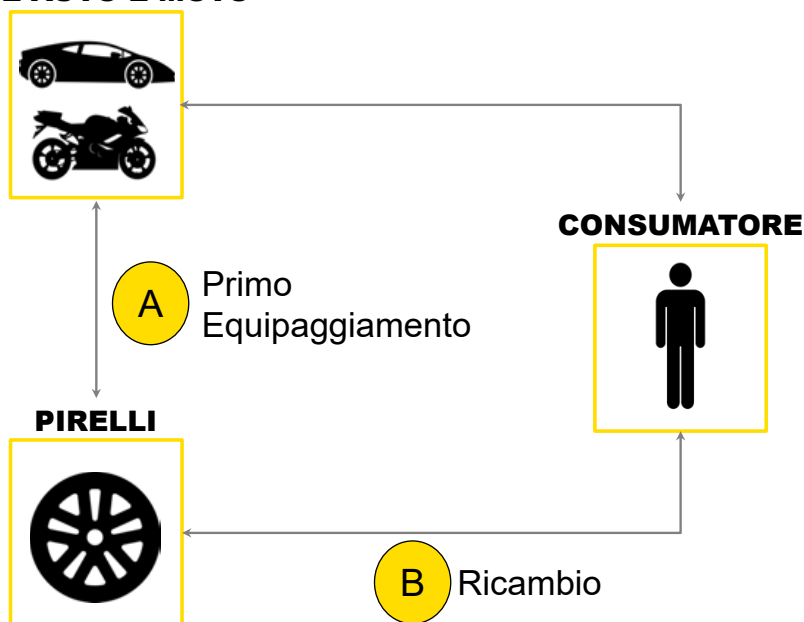 CONSUMATORE
A
Primo
Equipaggiamento
PIRELLI
B
Ricambio